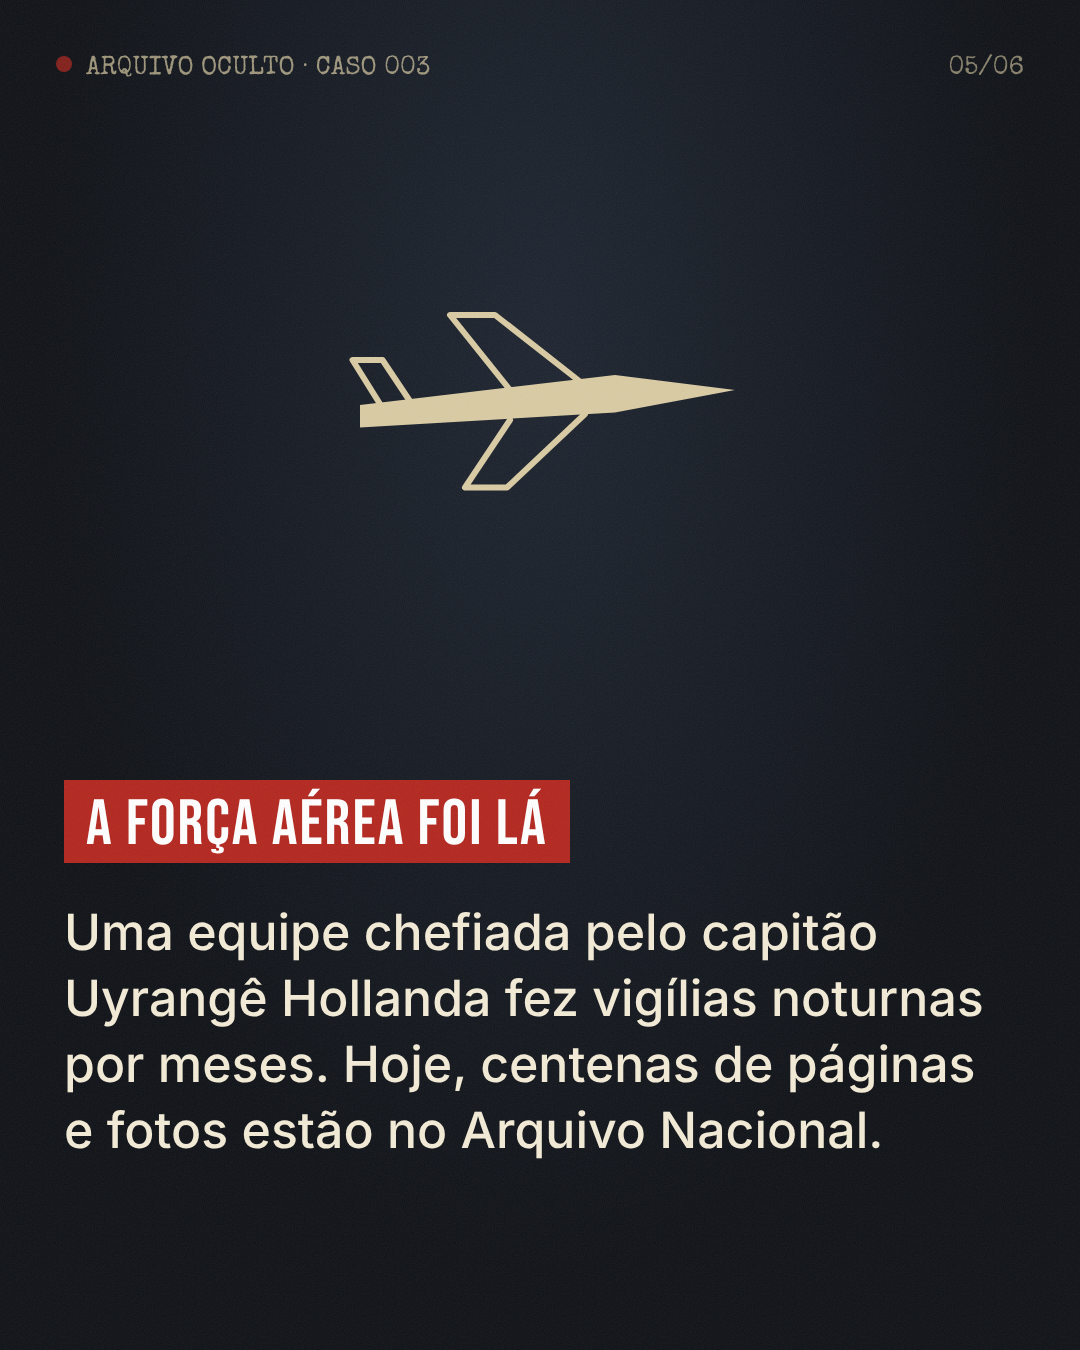 ARQUIVO OCULTO · CASO 003
05/06
A FORÇA AÉREA FOI LÁ
Uma equipe chefiada pelo capitão
Uyrangê Hollanda fez vigílias noturnas
por meses. Hoje, centenas de páginas
e fotos estão no Arquivo Nacional.